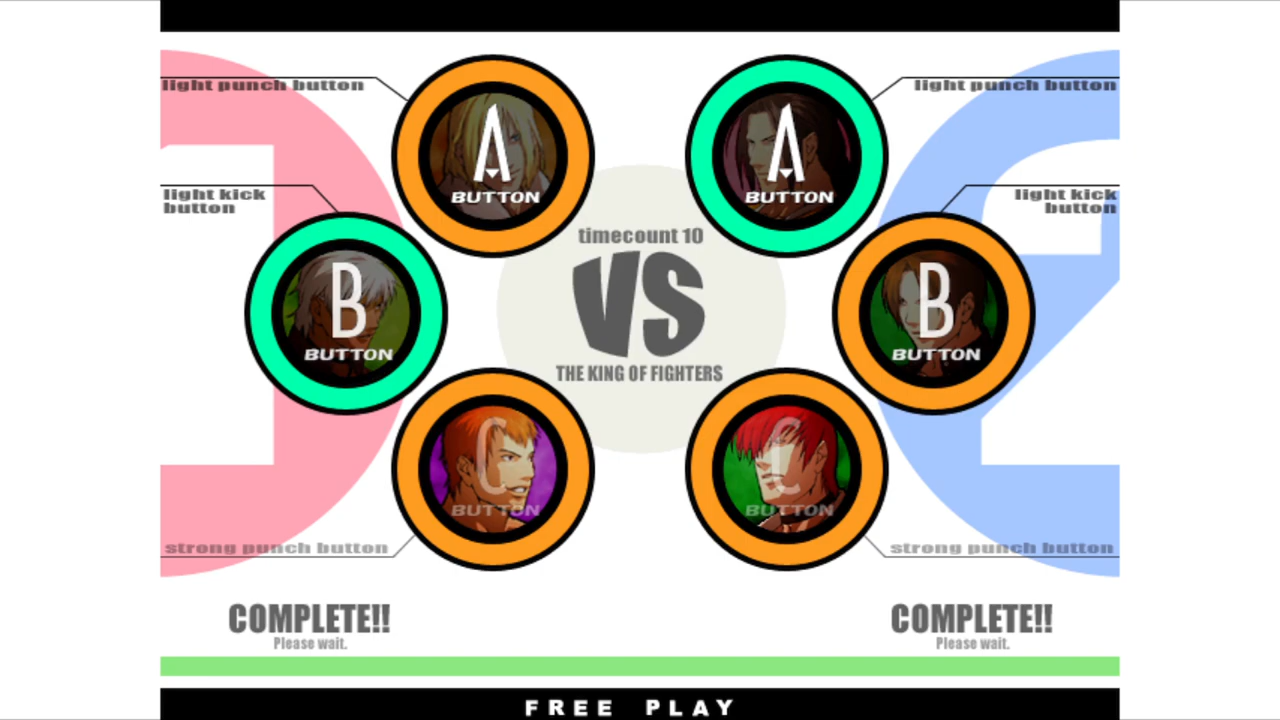 light punch button
A
BUTTON
A
BUTTON
light punch button
light kick
button
B
BUTTON
timecount 10
VS
THE KING OF FIGHTERS
light kick
button
B
BUTTON
C
BUTTON
C
BUTTON
strong punch button
strong punch button
1
2
COMPLETE!!
Please wait.
COMPLETE!!
Please wait.
FREE PLAY